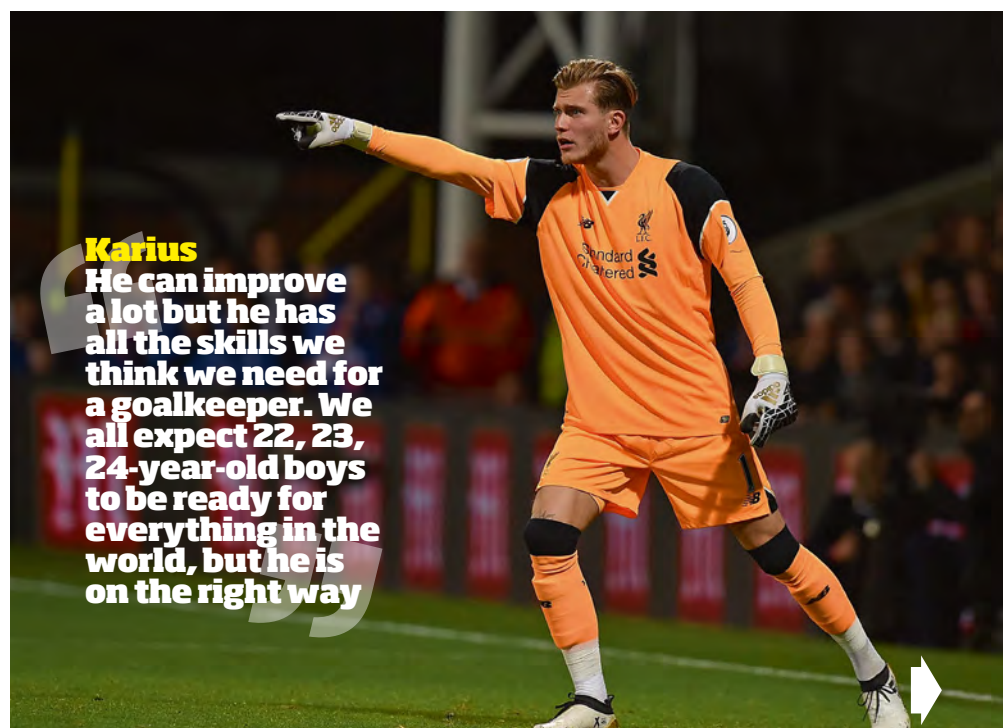 Karius
He can improve
a lot but he has
all the skills we
think we need for
a goalkeeper. We
all expect 22, 23,
24-year-old boys
to be ready for
everything in the
world, but he is
on the right way
L.F.C.
Standard
Chartered
adidas
1